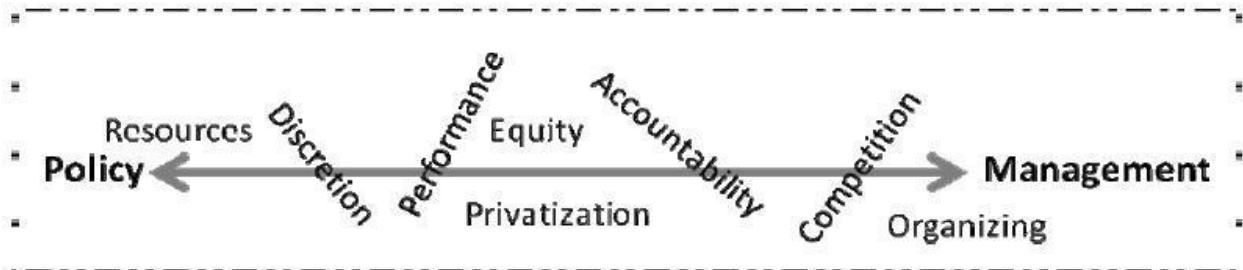 Resources
Discretion
Performance
Equity
Accountability
Competition
Policy
Management
Privatization
Organizing